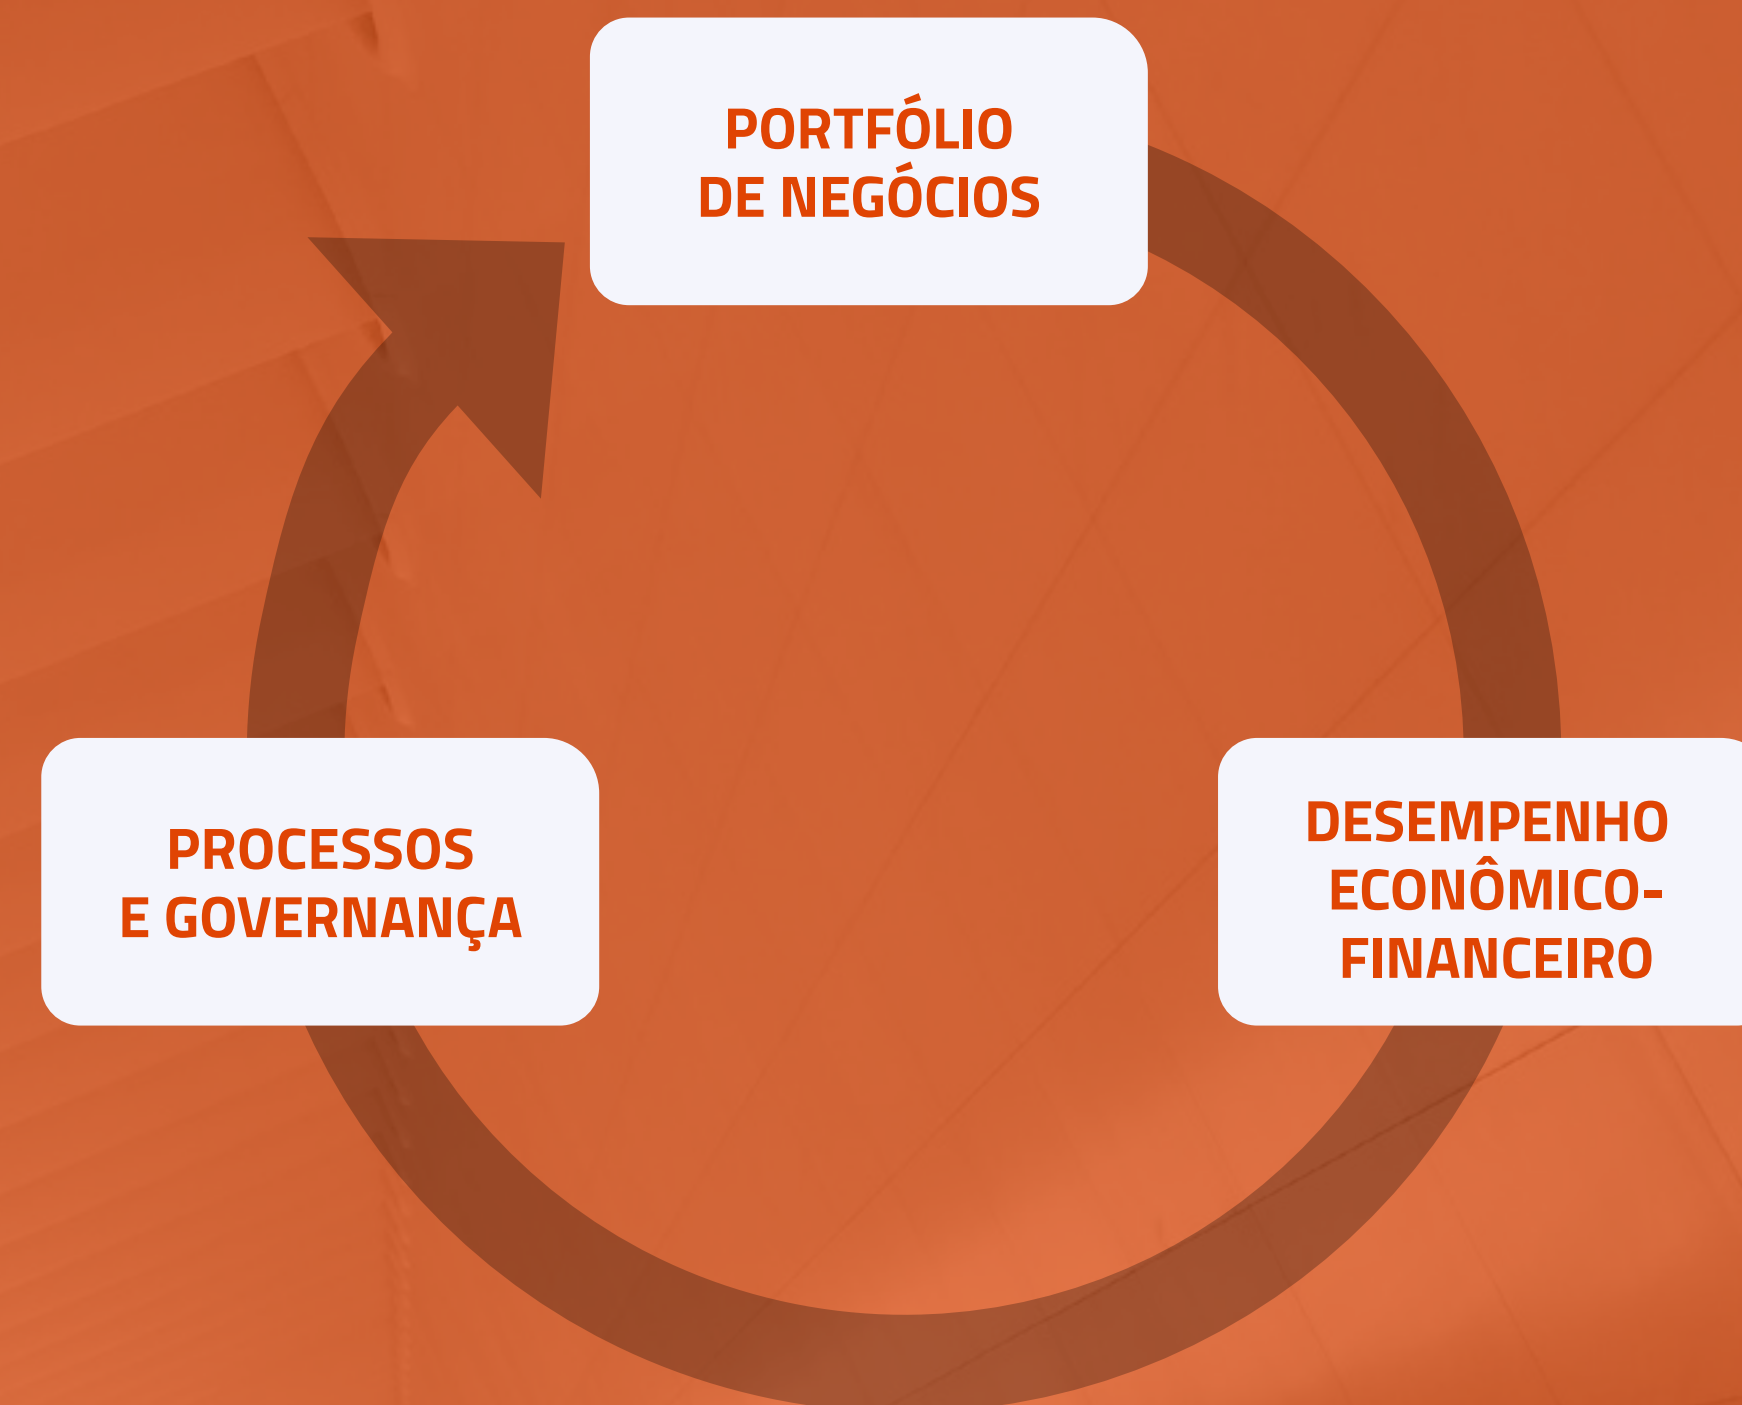 PORTFÓLIO
DE NEGÓCIOS
PROCESSOS
E GOVERNANÇA
DESEMPENHO
ECONÔMICO-
FINANCEIRO